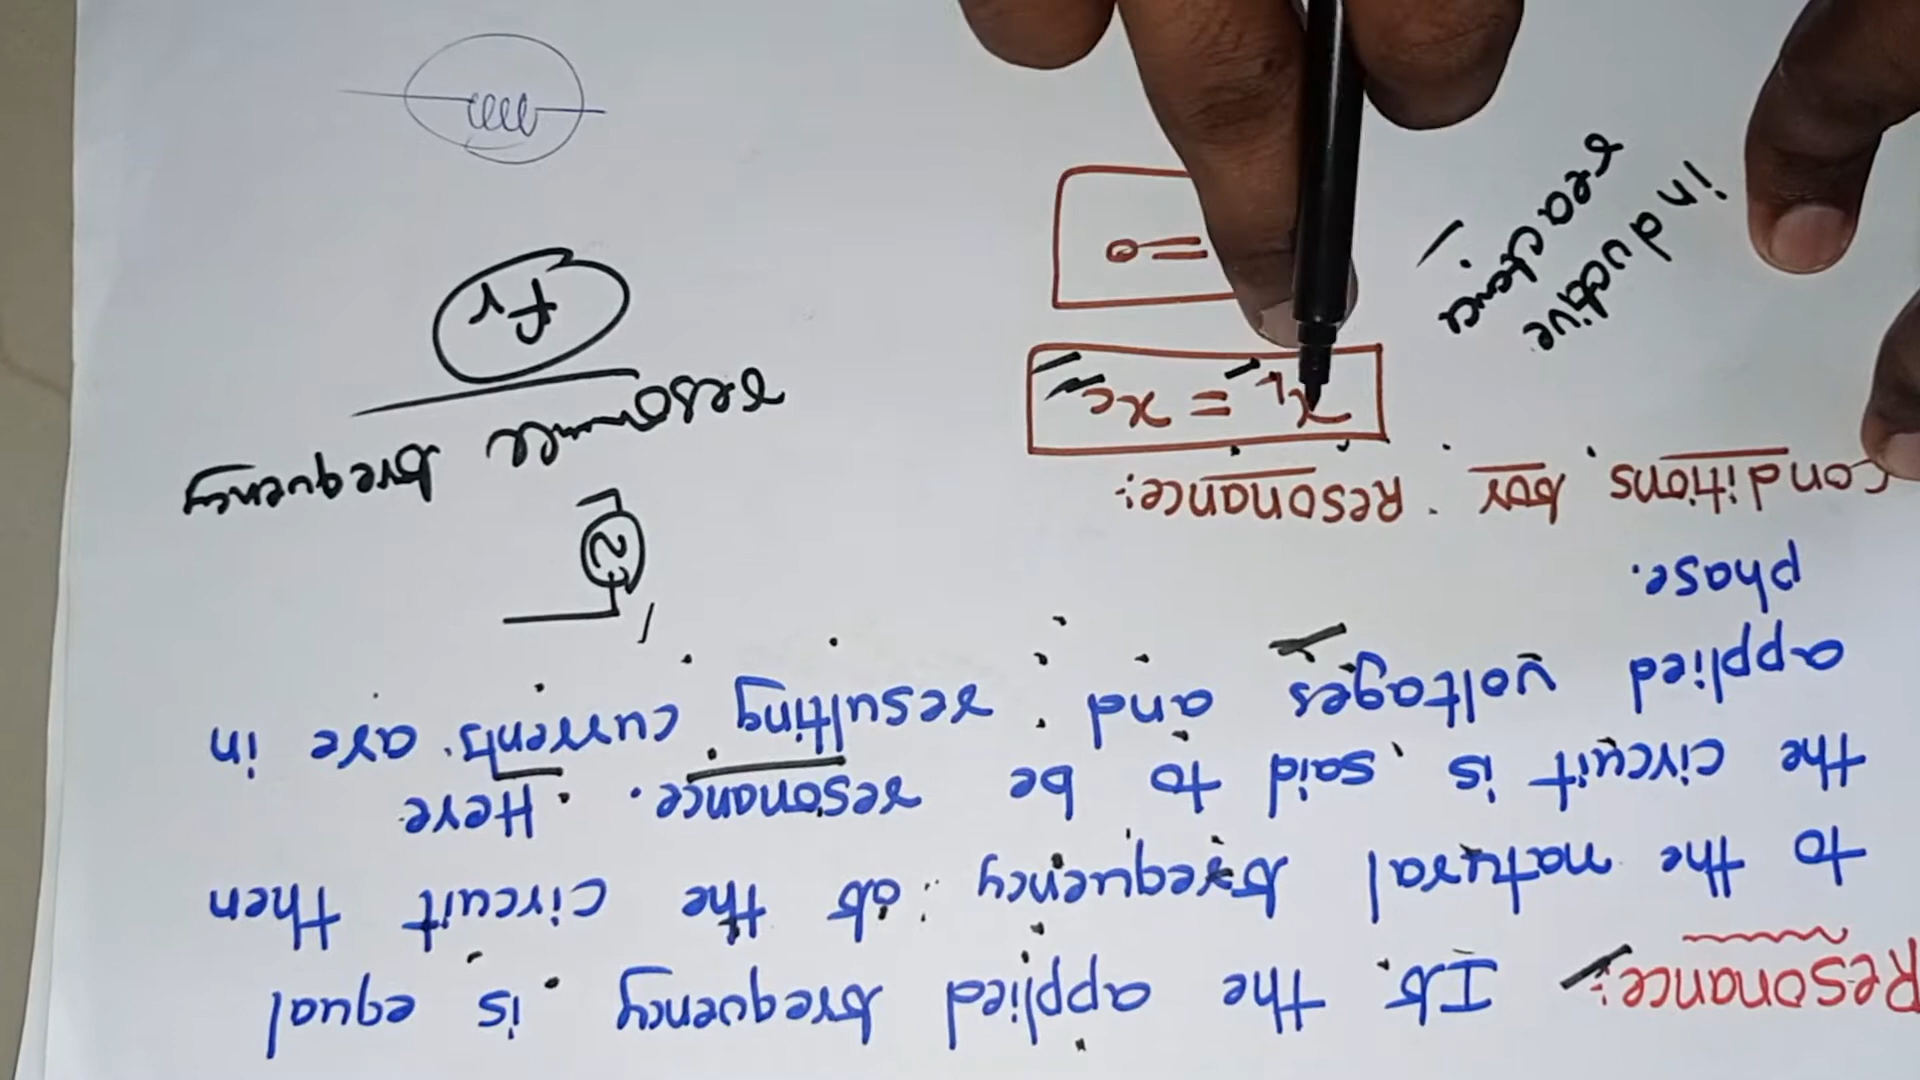 Resonance:- If the applied frequency is equal
to the natural frequency of the circuit then
the circuit is said to be resonance. Here
applied voltages and resulting currents are in
phase.
Conditions for Resonance:-
XL = XC
= 0
inductive
reactance
resonance frequency
Fr